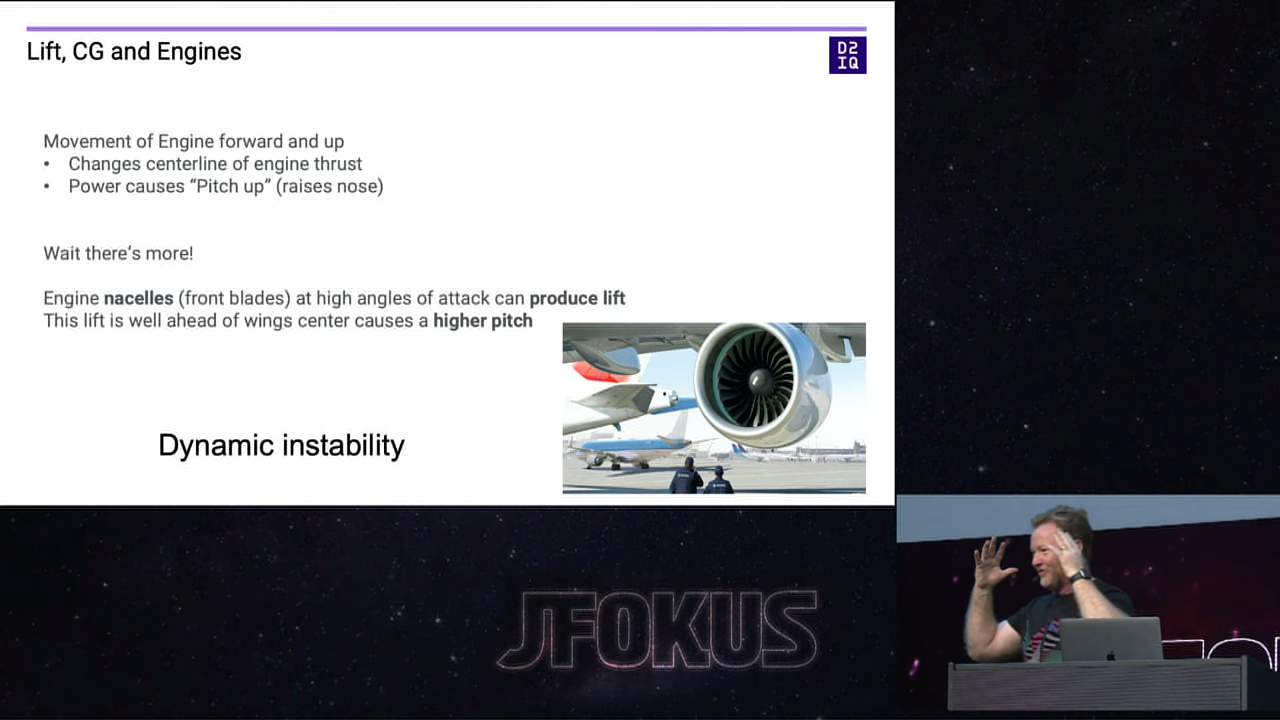 Lift, CG and Engines
D2
IQ
Movement of Engine forward and up
• Changes centerline of engine thrust
• Power causes “Pitch up” (raises nose)
Wait there’s more!
Engine nacelles (front blades) at high angles of attack can produce lift
This lift is well ahead of wings center causes a higher pitch
Dynamic instability
JFOKUS